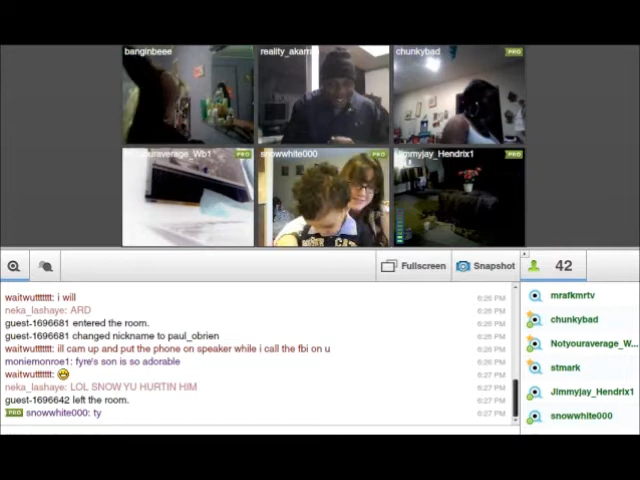 banginbeee
reality_akarra
chunkybad
PRO
ouraverage_Wb1
PRO
snowwhite000
PRO
Jimmyjay_Hendrix1
PRO
Fullscreen
Snapshot
42
waitwutttttttt: i will 6:26 PM
neka_lashaye: ARD 6:26 PM
guest-1696681 entered the room. 6:26 PM
guest-1696681 changed nickname to paul_obrien 6:26 PM
waitwutttttttt: ill cam up and put the phone on speaker while i call the fbi on u 6:26 PM
moniemonroe1: fyre's son is so adorable 6:26 PM
waitwutttttttt: 6:27 PM
neka_lashaye: LOL SNOW YU HURTIN HIM 6:27 PM
guest-1696642 left the room. 6:27 PM
PRO snowwhite000: ty 6:27 PM
mrafkmrtv
chunkybad
Notyouraverage_W...
stmark
Jimmyjay_Hendrix1
snowwhite000